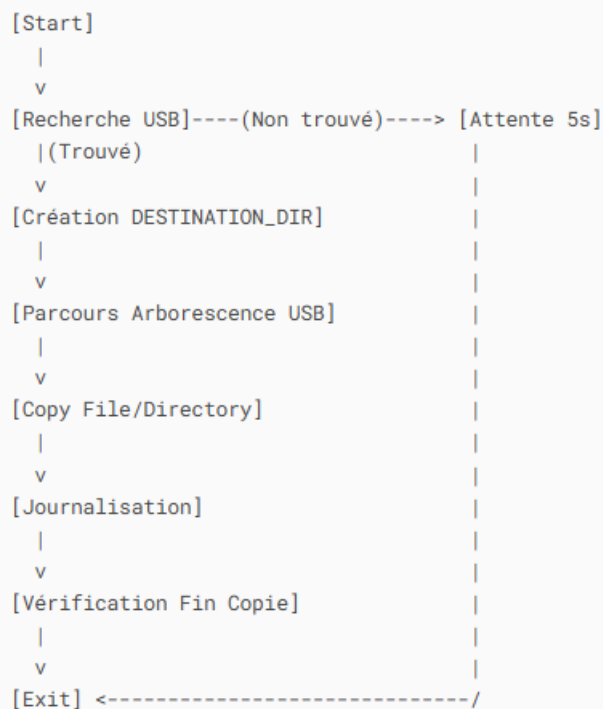 [Start]
|
v
[Recherche USB]----(Non trouvé)----> [Attente 5s]
|(Trouvé) |
v |
[Création DESTINATION_DIR] |
| |
v |
[Parcours Arborescence USB] |
| |
v |
[Copy File/Directory] |
| |
v |
[Journalisation] |
| |
v |
[Vérification Fin Copie] |
| |
v |
[Exit] <------------------------------/